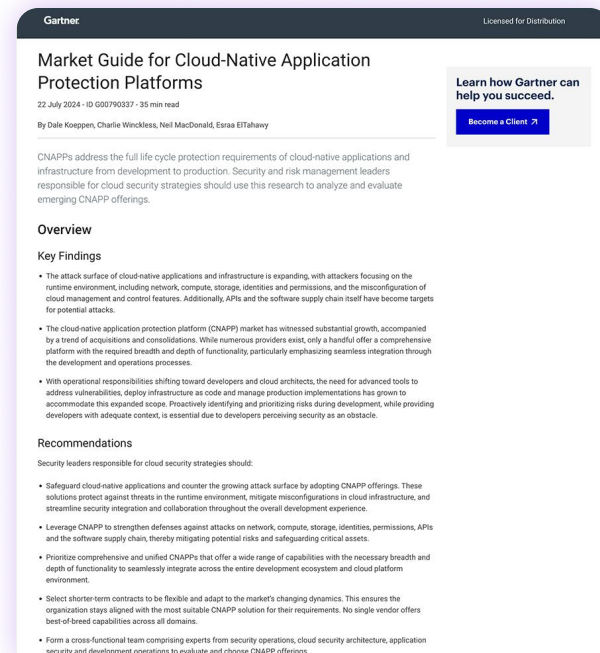 Gartner.
Licensed for Distribution
Market Guide for Cloud-Native Application
Protection Platforms
22 July 2024 - ID G00790337 - 35 min read
By Dale Koeppen, Charlie Winckless, Neil MacDonald, Esraa ElTahawy
Learn how Gartner can
help you succeed.
Become a Client ↗
CNAPPs address the full life cycle protection requirements of cloud-native applications and
infrastructure from development to production. Security and risk management leaders
responsible for cloud security strategies should use this research to analyze and evaluate
emerging CNAPP offerings.
Overview
Key Findings
• The attack surface of cloud-native applications and infrastructure is expanding, with attackers focusing on the
runtime environment, including network, compute, storage, identities and permissions, and the misconfiguration of
cloud management and control features. Additionally, APIs and the software supply chain itself have become targets
for potential attacks.
• The cloud-native application protection platform (CNAPP) market has witnessed substantial growth, accompanied
by a trend of acquisitions and consolidations. While numerous providers exist, only a handful offer a comprehensive
platform with the required breadth and depth of functionality, particularly emphasizing seamless integration through
the development and operations processes.
• With operational responsibilities shifting toward developers and cloud architects, the need for advanced tools to
address vulnerabilities, deploy infrastructure as code and manage production implementations has grown to
accommodate this expanded scope. Proactively identifying and prioritizing risks during development, while providing
developers with adequate context, is essential due to developers perceiving security as an obstacle.
Recommendations
Security leaders responsible for cloud security strategies should:
• Safeguard cloud-native applications and counter the growing attack surface by adopting CNAPP offerings. These
solutions protect against threats in the runtime environment, mitigate misconfigurations in cloud infrastructure, and
streamline security integration and collaboration throughout the overall development experience.
• Leverage CNAPP to strengthen defenses against attacks on network, compute, storage, identities, permissions, APIs
and the software supply chain, thereby mitigating potential risks and safeguarding critical assets.
• Prioritize comprehensive and unified CNAPPs that offer a wide range of capabilities with the necessary breadth and
depth of functionality to seamlessly integrate across the entire development ecosystem and cloud platform
environment.
• Select shorter-term contracts to be flexible and adapt to the market's changing dynamics. This ensures the
organization stays aligned with the most suitable CNAPP solution for their requirements. No single vendor offers
best-of-breed capabilities across all domains.
• Form a cross-functional team comprising experts from security operations, cloud security architecture, application
security and development operations to evaluate and choose CNAPP offerings.